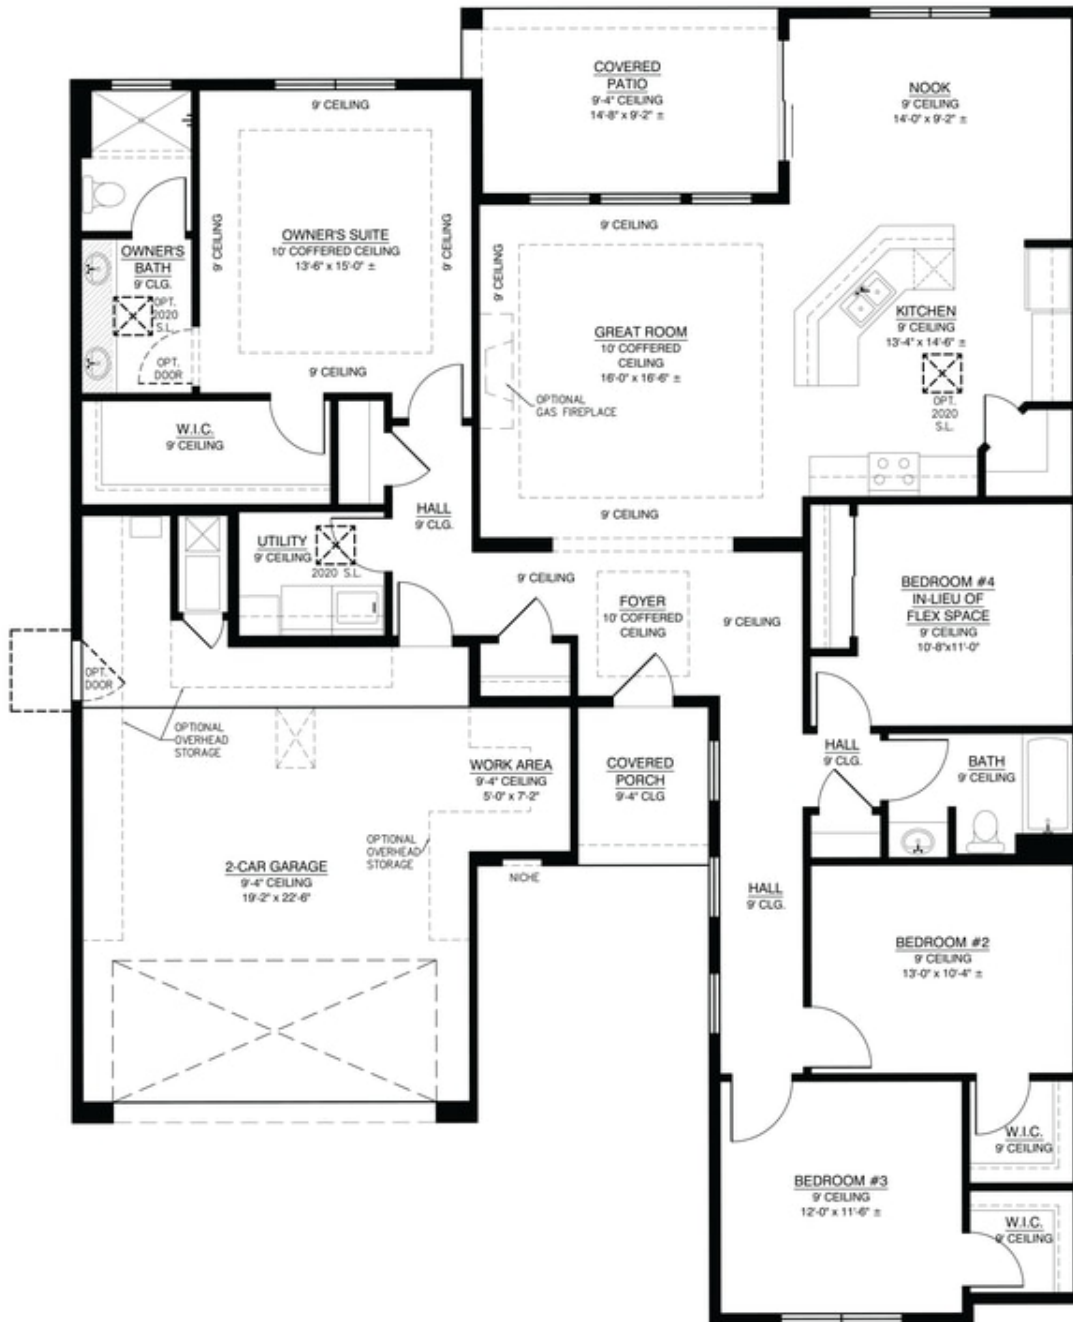 COVERED
PATIO
9'-4" CEILING
14'-8" x 9'-2" ±
NOOK
9' CEILING
14'-0" x 9'-2" ±
9' CEILING
OWNER'S SUITE
10' COFFERED CEILING
13'-6" x 15'-0" ±
9' CEILING
9' CEILING
9' CEILING
OWNER'S
BATH
9' CLG.
OPT.
2020
S.L.
OPT.
DOOR
9' CEILING
9' CEILING
GREAT ROOM
10' COFFERED
CEILING
16'-0" x 16'-6" ±
OPTIONAL
GAS FIREPLACE
9' CEILING
KITCHEN
9' CEILING
13'-4" x 14'-6" ±
OPT.
2020
S.L.
W.I.C.
9' CEILING
HALL
9' CLG.
UTILITY
9' CEILING
2020 S.L.
9' CEILING
FOYER
10' COFFERED
CEILING
9' CEILING
BEDROOM #4
IN-LIEU OF
FLEX SPACE
9' CEILING
10'-8"x11'-0"
OPT.
DOOR
OPTIONAL
OVERHEAD
STORAGE
WORK AREA
9'-4" CEILING
5'-0" x 7'-2"
COVERED
PORCH
9'-4" CLG
HALL
9' CLG.
BATH
9' CEILING
OPTIONAL
OVERHEAD
STORAGE
2-CAR GARAGE
9'-4" CEILING
19'-2" x 22'-6"
NICHE
HALL
9' CLG.
BEDROOM #2
9' CEILING
13'-0" x 10'-4" ±
W.I.C.
9' CEILING
BEDROOM #3
9' CEILING
12'-0" x 11'-6" ±
W.I.C.
9' CEILING